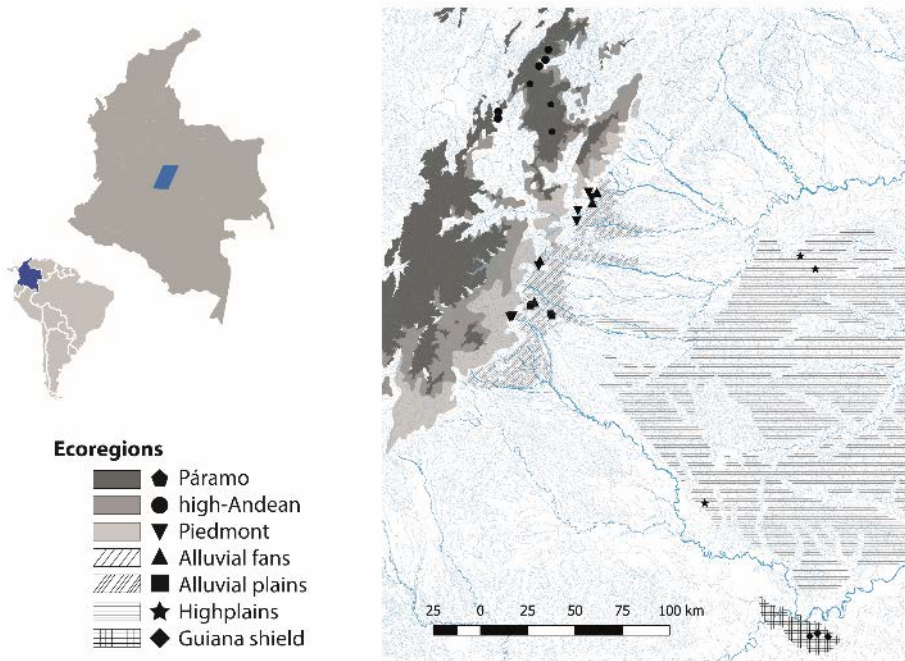 Ecoregions
Páramo
high-Andean
Piedmont
Alluvial fans
Alluvial plains
Highplains
Guiana shield
25 0 25 50 75 100 km